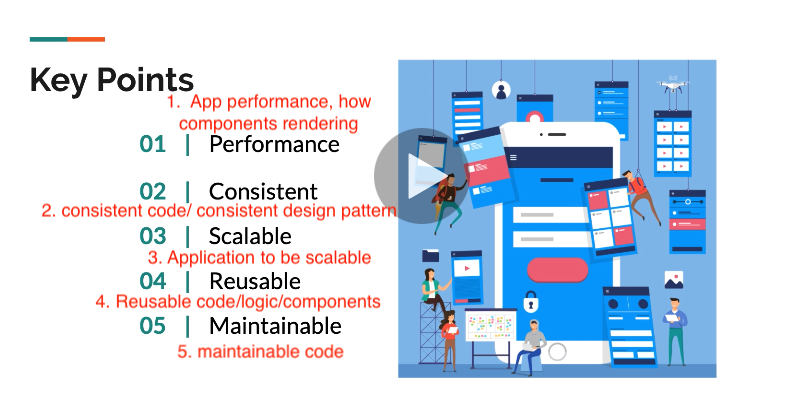 Key Points
1. App performance, how
components rendering
01 | Performance
02 | Consistent
2. consistent code/ consistent design pattern
03 | Scalable
3. Application to be scalable
04 | Reusable
4. Reusable code/logic/components
05 | Maintainable
5. maintainable code